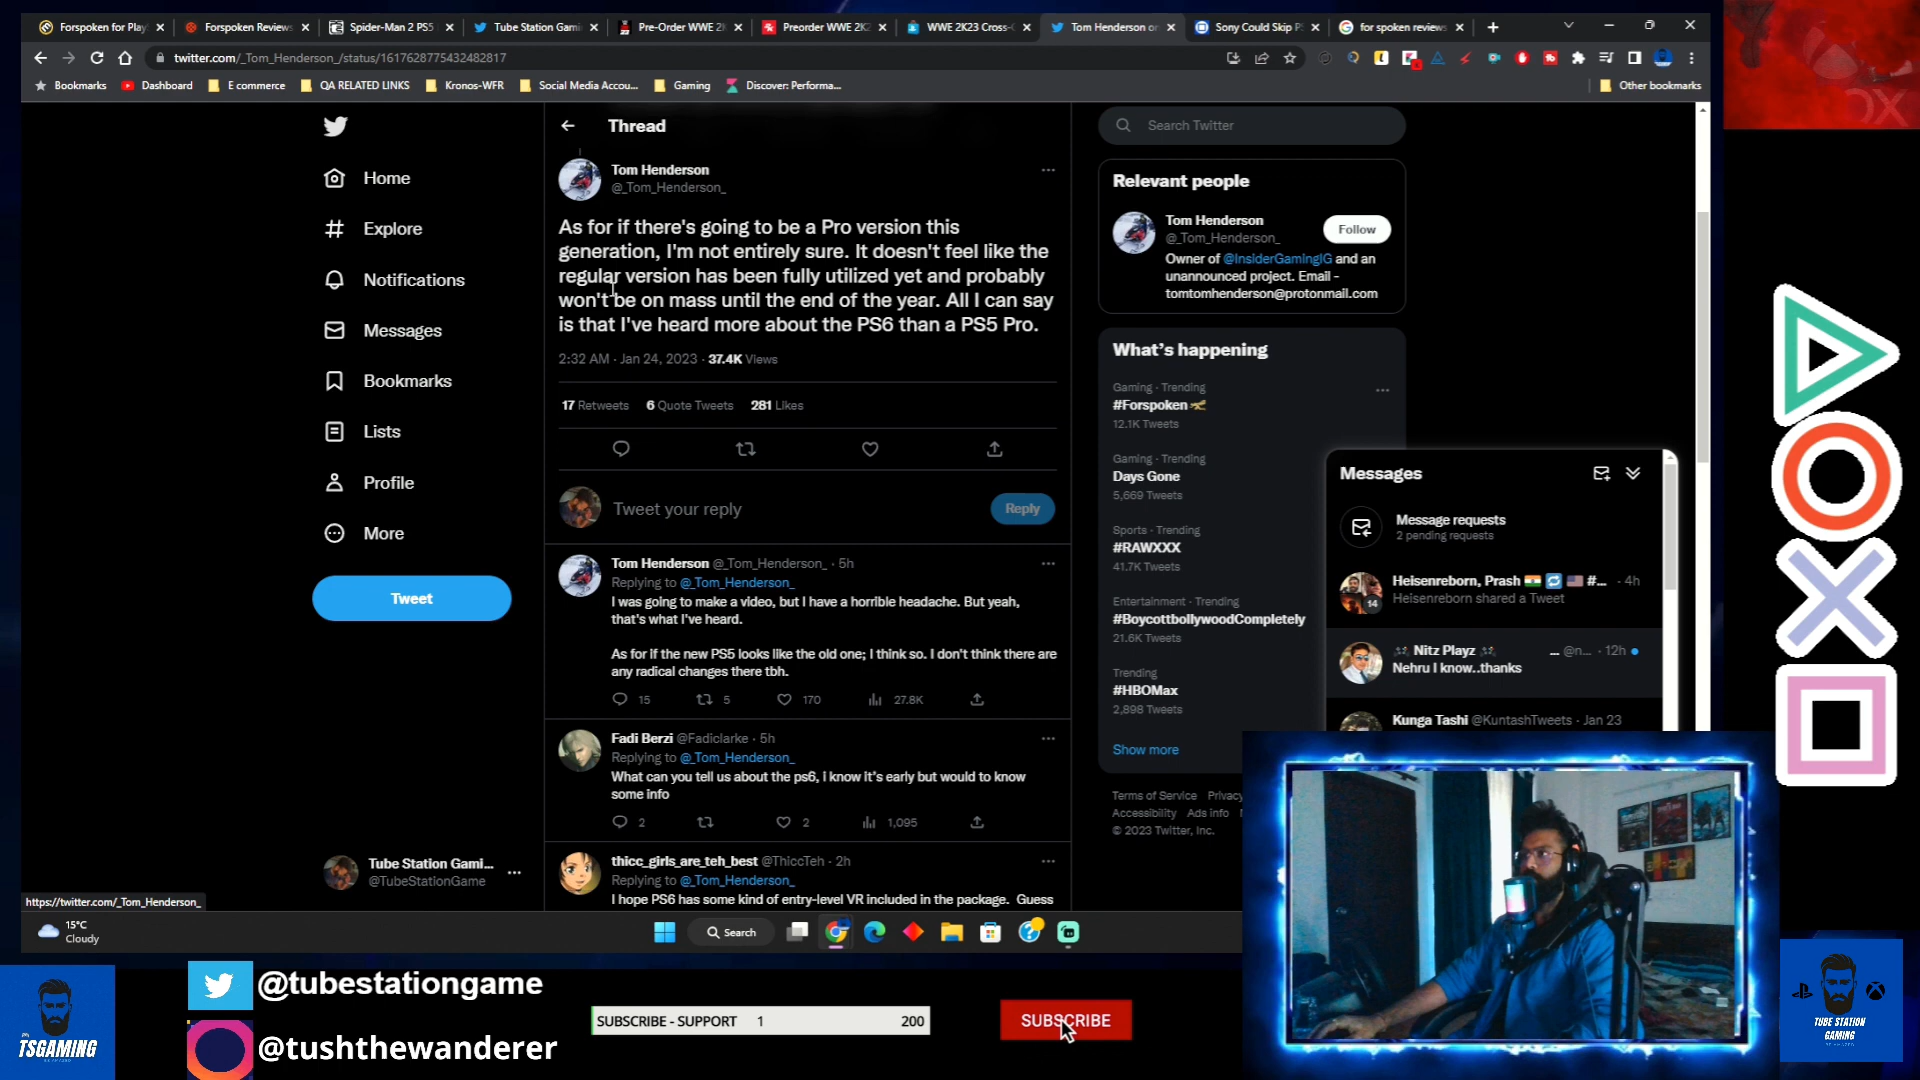 Forspoken for Play
Forspoken Reviews
Spider-Man 2 PS5
Tube Station Gami
Pre-Order WWE 2K
Preorder WWE 2K2
WWE 2K23 Cross-
Tom Henderson on
Sony Could Skip P
for spoken reviews
twitter.com/_Tom_Henderson_/status/1617628775432482817
Bookmarks
Dashboard
E commerce
QA RELATED LINKS
Kronos-WFR
Social Media Accou...
Gaming
Discover: Performa...
Other bookmarks
Home
Explore
Notifications
Messages
Bookmarks
Lists
Profile
More
Tweet
Tube Station Gami...
@TubeStationGame
Thread
Tom Henderson
@_Tom_Henderson_
As for if there's going to be a Pro version this
generation, I'm not entirely sure. It doesn't feel like the
regular version has been fully utilized yet and probably
won't be on mass until the end of the year. All I can say
is that I've heard more about the PS6 than a PS5 Pro.
2:32 AM · Jan 24, 2023 · 37.4K Views
17 Retweets 6 Quote Tweets 281 Likes
Tweet your reply
Reply
Tom Henderson @_Tom_Henderson_ · 5h
Replying to @_Tom_Henderson_
I was going to make a video, but I have a horrible headache. But yeah,
that's what I've heard.
As for if the new PS5 looks like the old one; I think so. I don't think there are
any radical changes there tbh.
15 5 170 27.8K
Fadi Berzi @Fadiclarke · 5h
Replying to @_Tom_Henderson_
What can you tell us about the ps6, i know it's early but would to know
some info
2 2 1,095
thicc_girls_are_teh_best @ThiccTeh · 2h
Replying to @_Tom_Henderson_
I hope PS6 has some kind of entry-level VR included in the package. Guess
Search Twitter
Relevant people
Tom Henderson
@_Tom_Henderson_
Follow
Owner of @InsiderGamingIG and an
unannounced project. Email -
tomtomhenderson@protonmail.com
What's happening
Gaming · Trending
#Forspoken
12.1K Tweets
Gaming · Trending
Days Gone
5,669 Tweets
Sports · Trending
#RAWXXX
41.7K Tweets
Entertainment · Trending
#BoycottbollywoodCompletely
21.6K Tweets
Trending
#HBOMax
2,898 Tweets
Show more
Terms of Service Privacy
Accessibility Ads info
© 2023 Twitter, Inc.
Messages
Message requests
2 pending requests
Heisenreborn, Prash #... · 4h
Heisenreborn shared a Tweet
14
Nitz Playz ... @n... · 12h
Nehru I know..thanks
Kunga Tashi @KuntashTweets · Jan 23
https://twitter.com/_Tom_Henderson_
15°C
Cloudy
Search
TSGAMING
@tubestationgame
@tushthewanderer
SUBSCRIBE - SUPPORT 1 200
SUBSCRIBE
TUBE STATION
GAMING